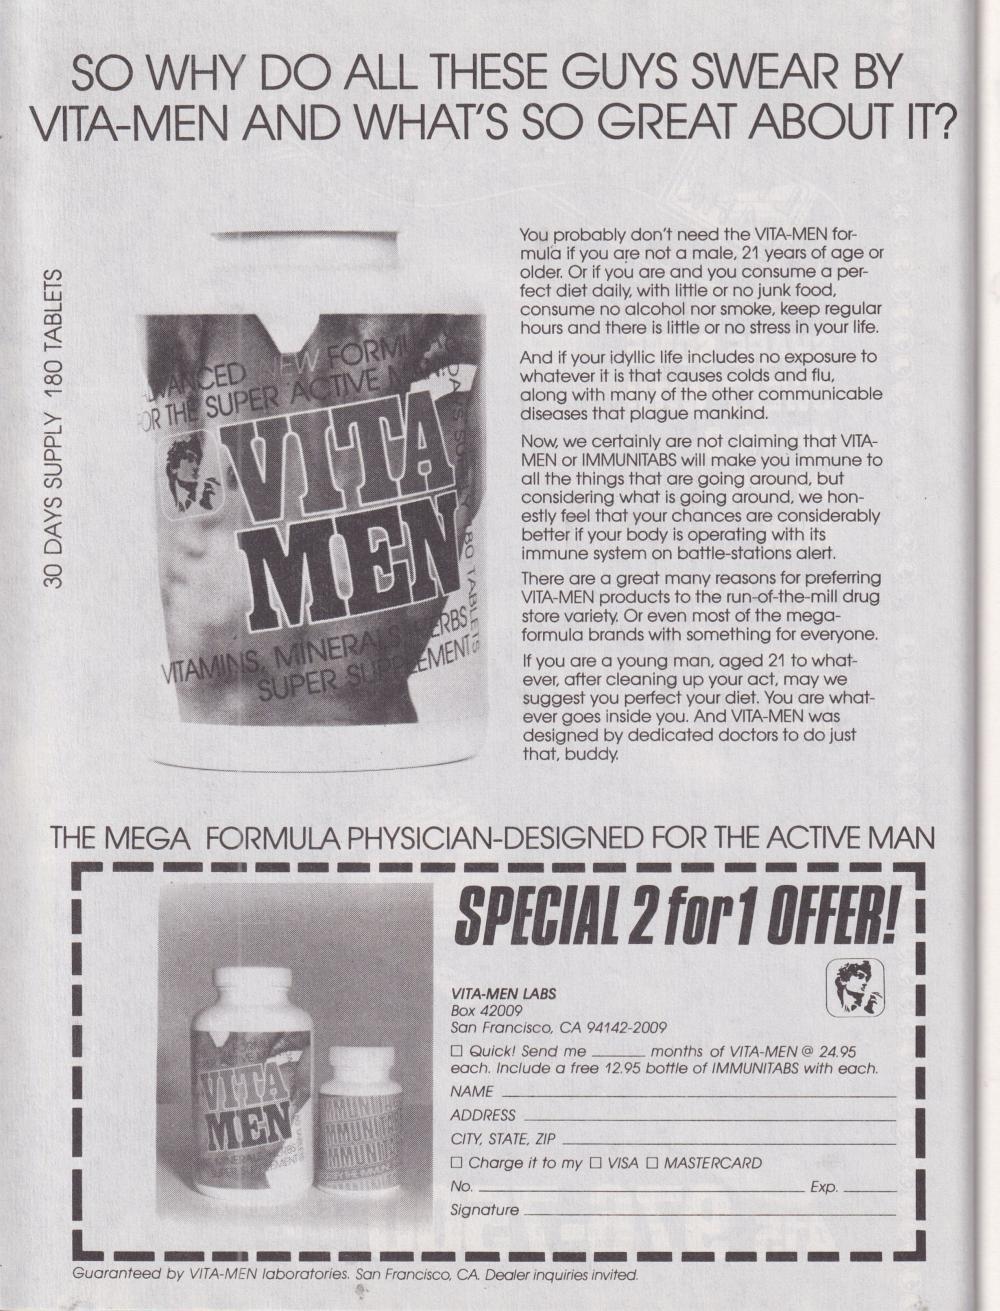 SO WHY DO ALL THESE GUYS SWEAR BY
VITA-MEN AND WHAT'S SO GREAT ABOUT IT?
30 DAYS SUPPLY 180 TABLETS
NEW FORMU
FOR THE SUPER ACTIVE M
VITA
MEN
VITAMINS, MINERALS HERBS
SUPER SUPPLEMENT
180 TABLETS
You probably don't need the VITA-MEN for-
mula if you are not a male, 21 years of age or
older. Or if you are and you consume a per-
fect diet daily, with little or no junk food,
consume no alcohol nor smoke, keep regular
hours and there is little or no stress in your life.
And if your idyllic life includes no exposure to
whatever it is that causes colds and flu,
along with many of the other communicable
diseases that plague mankind.
Now, we certainly are not claiming that VITA-
MEN or IMMUNITABS will make you immune to
all the things that are going around, but
considering what is going around, we hon-
estly feel that your chances are considerably
better if your body is operating with its
immune system on battle-stations alert.
There are a great many reasons for preferring
VITA-MEN products to the run-of-the-mill drug
store variety. Or even most of the mega-
formula brands with something for everyone.
If you are a young man, aged 21 to what-
ever, after cleaning up your act, may we
suggest you perfect your diet. You are what-
ever goes inside you. And VITA-MEN was
designed by dedicated doctors to do just
that, buddy.
THE MEGA FORMULA PHYSICIAN-DESIGNED FOR THE ACTIVE MAN
SPECIAL 2 for 1 OFFER!
VITA
MEN
VITA-MEN LABS
Box 42009
San Francisco, CA 94142-2009
☐ Quick! Send me ______ months of VITA-MEN @ 24.95
each. Include a free 12.95 bottle of IMMUNITABS with each.
NAME
ADDRESS
CITY, STATE, ZIP
☐ Charge it to my ☐ VISA ☐ MASTERCARD
No. ______ Exp. ______
Signature
Guaranteed by VITA-MEN laboratories. San Francisco, CA. Dealer inquiries invited.